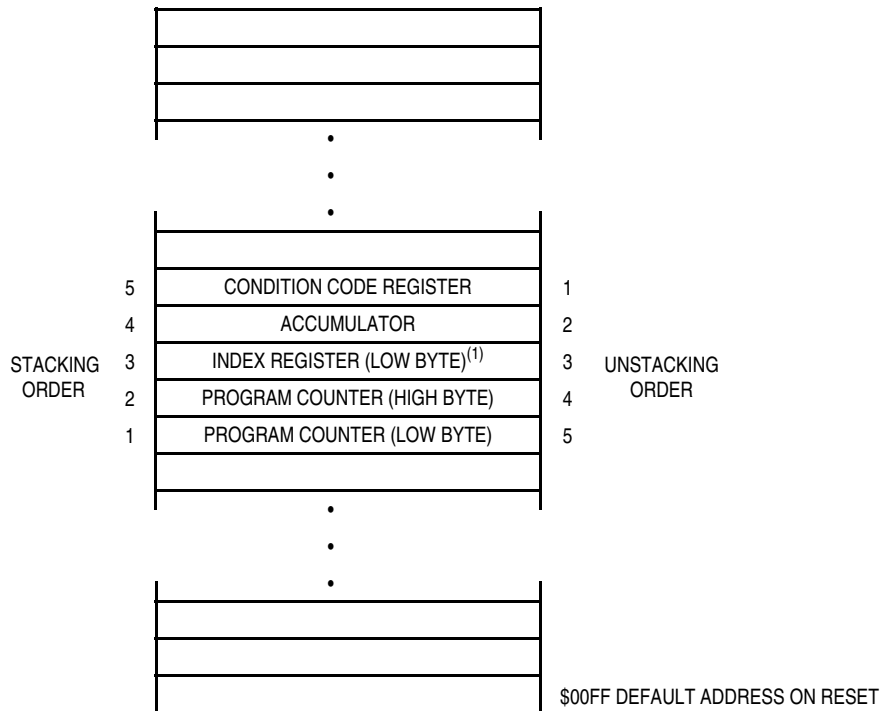 5 CONDITION CODE REGISTER 1
4 ACCUMULATOR 2
STACKING ORDER
3 INDEX REGISTER (LOW BYTE)(1) 3
UNSTACKING ORDER
2 PROGRAM COUNTER (HIGH BYTE) 4
1 PROGRAM COUNTER (LOW BYTE) 5
$00FF DEFAULT ADDRESS ON RESET